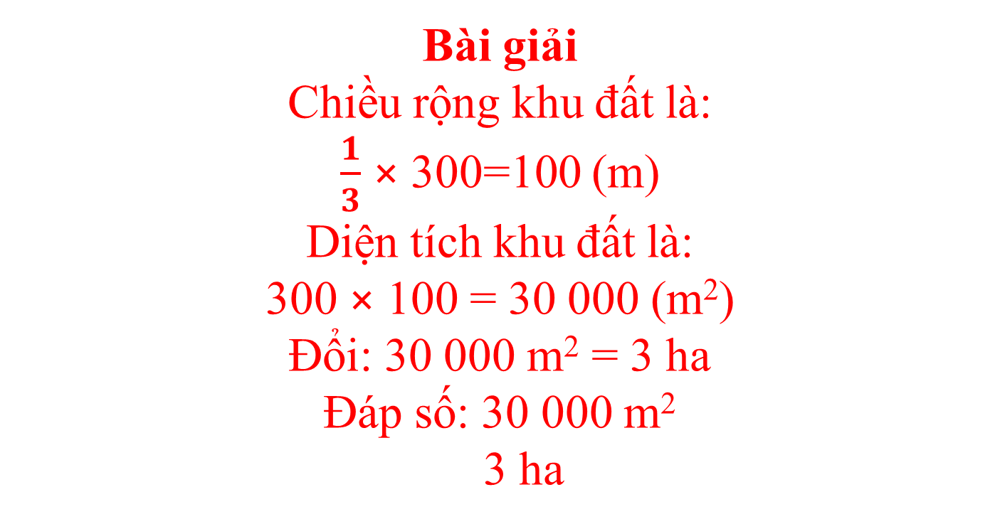 Bài giải
Chiều rộng khu đất là:
1/3 × 300=100 (m)
Diện tích khu đất là:
300 × 100 = 30 000 (m²)
Đổi: 30 000 m² = 3 ha
Đáp số: 30 000 m²
3 ha